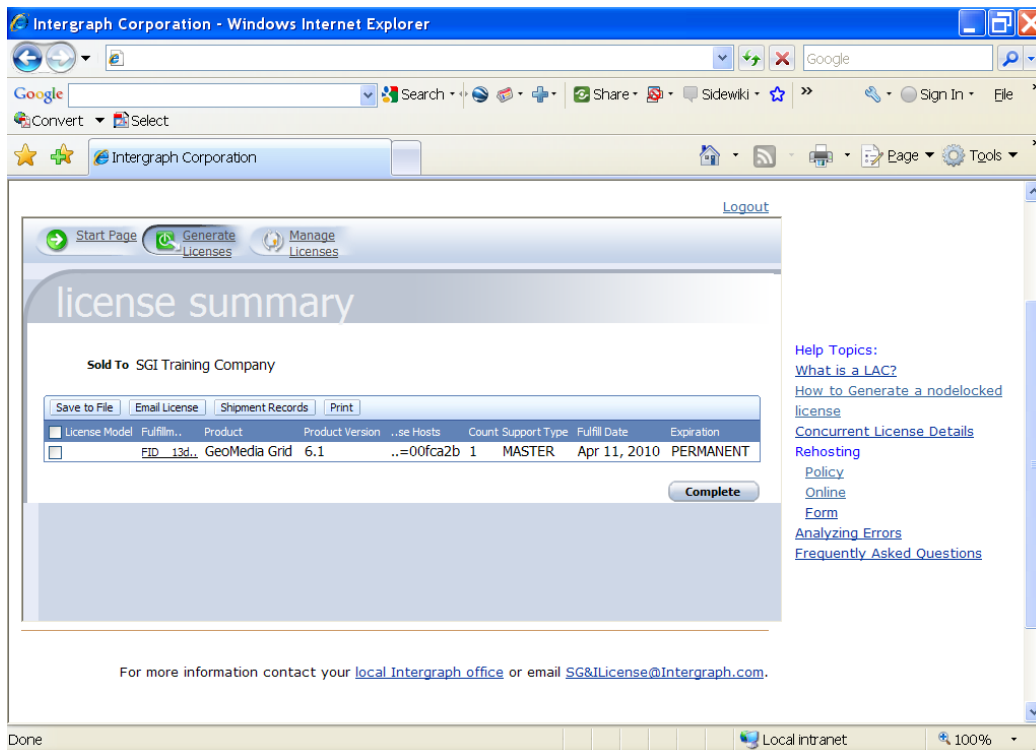 Intergraph Corporation - Windows Internet Explorer
Google
Google Search Share Sidewiki » Sign In File
Convert Select
Intergraph Corporation Page Tools
Logout
Start Page Generate Licenses Manage Licenses
license summary
Sold To SGI Training Company
Save to File Email License Shipment Records Print
License Model Fulfillm.. Product Product Version ..se Hosts Count Support Type Fulfill Date Expiration
FID__13d.. GeoMedia Grid 6.1 ..=00fca2b 1 MASTER Apr 11, 2010 PERMANENT
Complete
Help Topics:
What is a LAC?
How to Generate a nodelocked
license
Concurrent License Details
Rehosting
Policy
Online
Form
Analyzing Errors
Frequently Asked Questions
For more information contact your local Intergraph office or email SG&ILicense@Intergraph.com.
Done Local intranet 100%